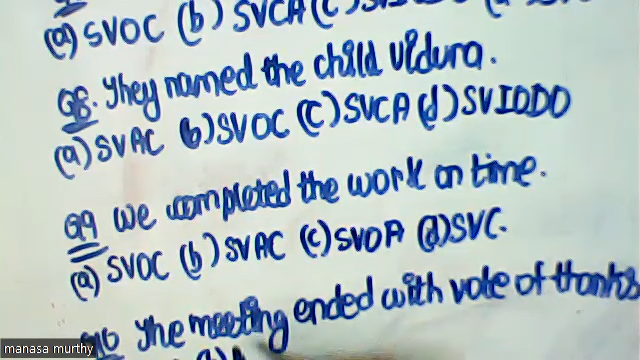 (a) SVOC (b) SVCA (c)
Q8. They named the child Vidura.
(a) SVAC (b) SVOC (c) SVCA (d) SVIODO
Q9 We completed the work on time.
(a) SVOC (b) SVAC (c) SVOA (d) SVC.
Q10 The meeting ended with vote of thanks
manasa murthy